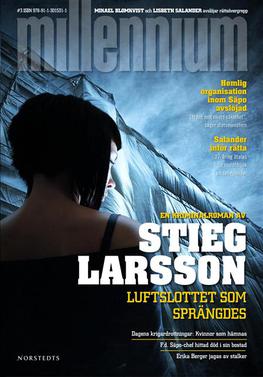 #3 ISBN 978-91-1-301531-1
MIKAEL BLOMKVIST och LISBETH SALANDER avslöjar rättsövergrepp
millennium
Hemlig
organisation
inom Säpo
avslöjad
Salander
inför rätta
EN KRIMINALROMAN AV
STIEG
LARSSON
LUFTSLOTTET SOM
SPRÄNGDES
Dagens krigardrottningar: Kvinnor som hämnas
F.d. Säpo-chef hittad död i sin bostad
Erika Berger jagas av stalker
NORSTEDTS